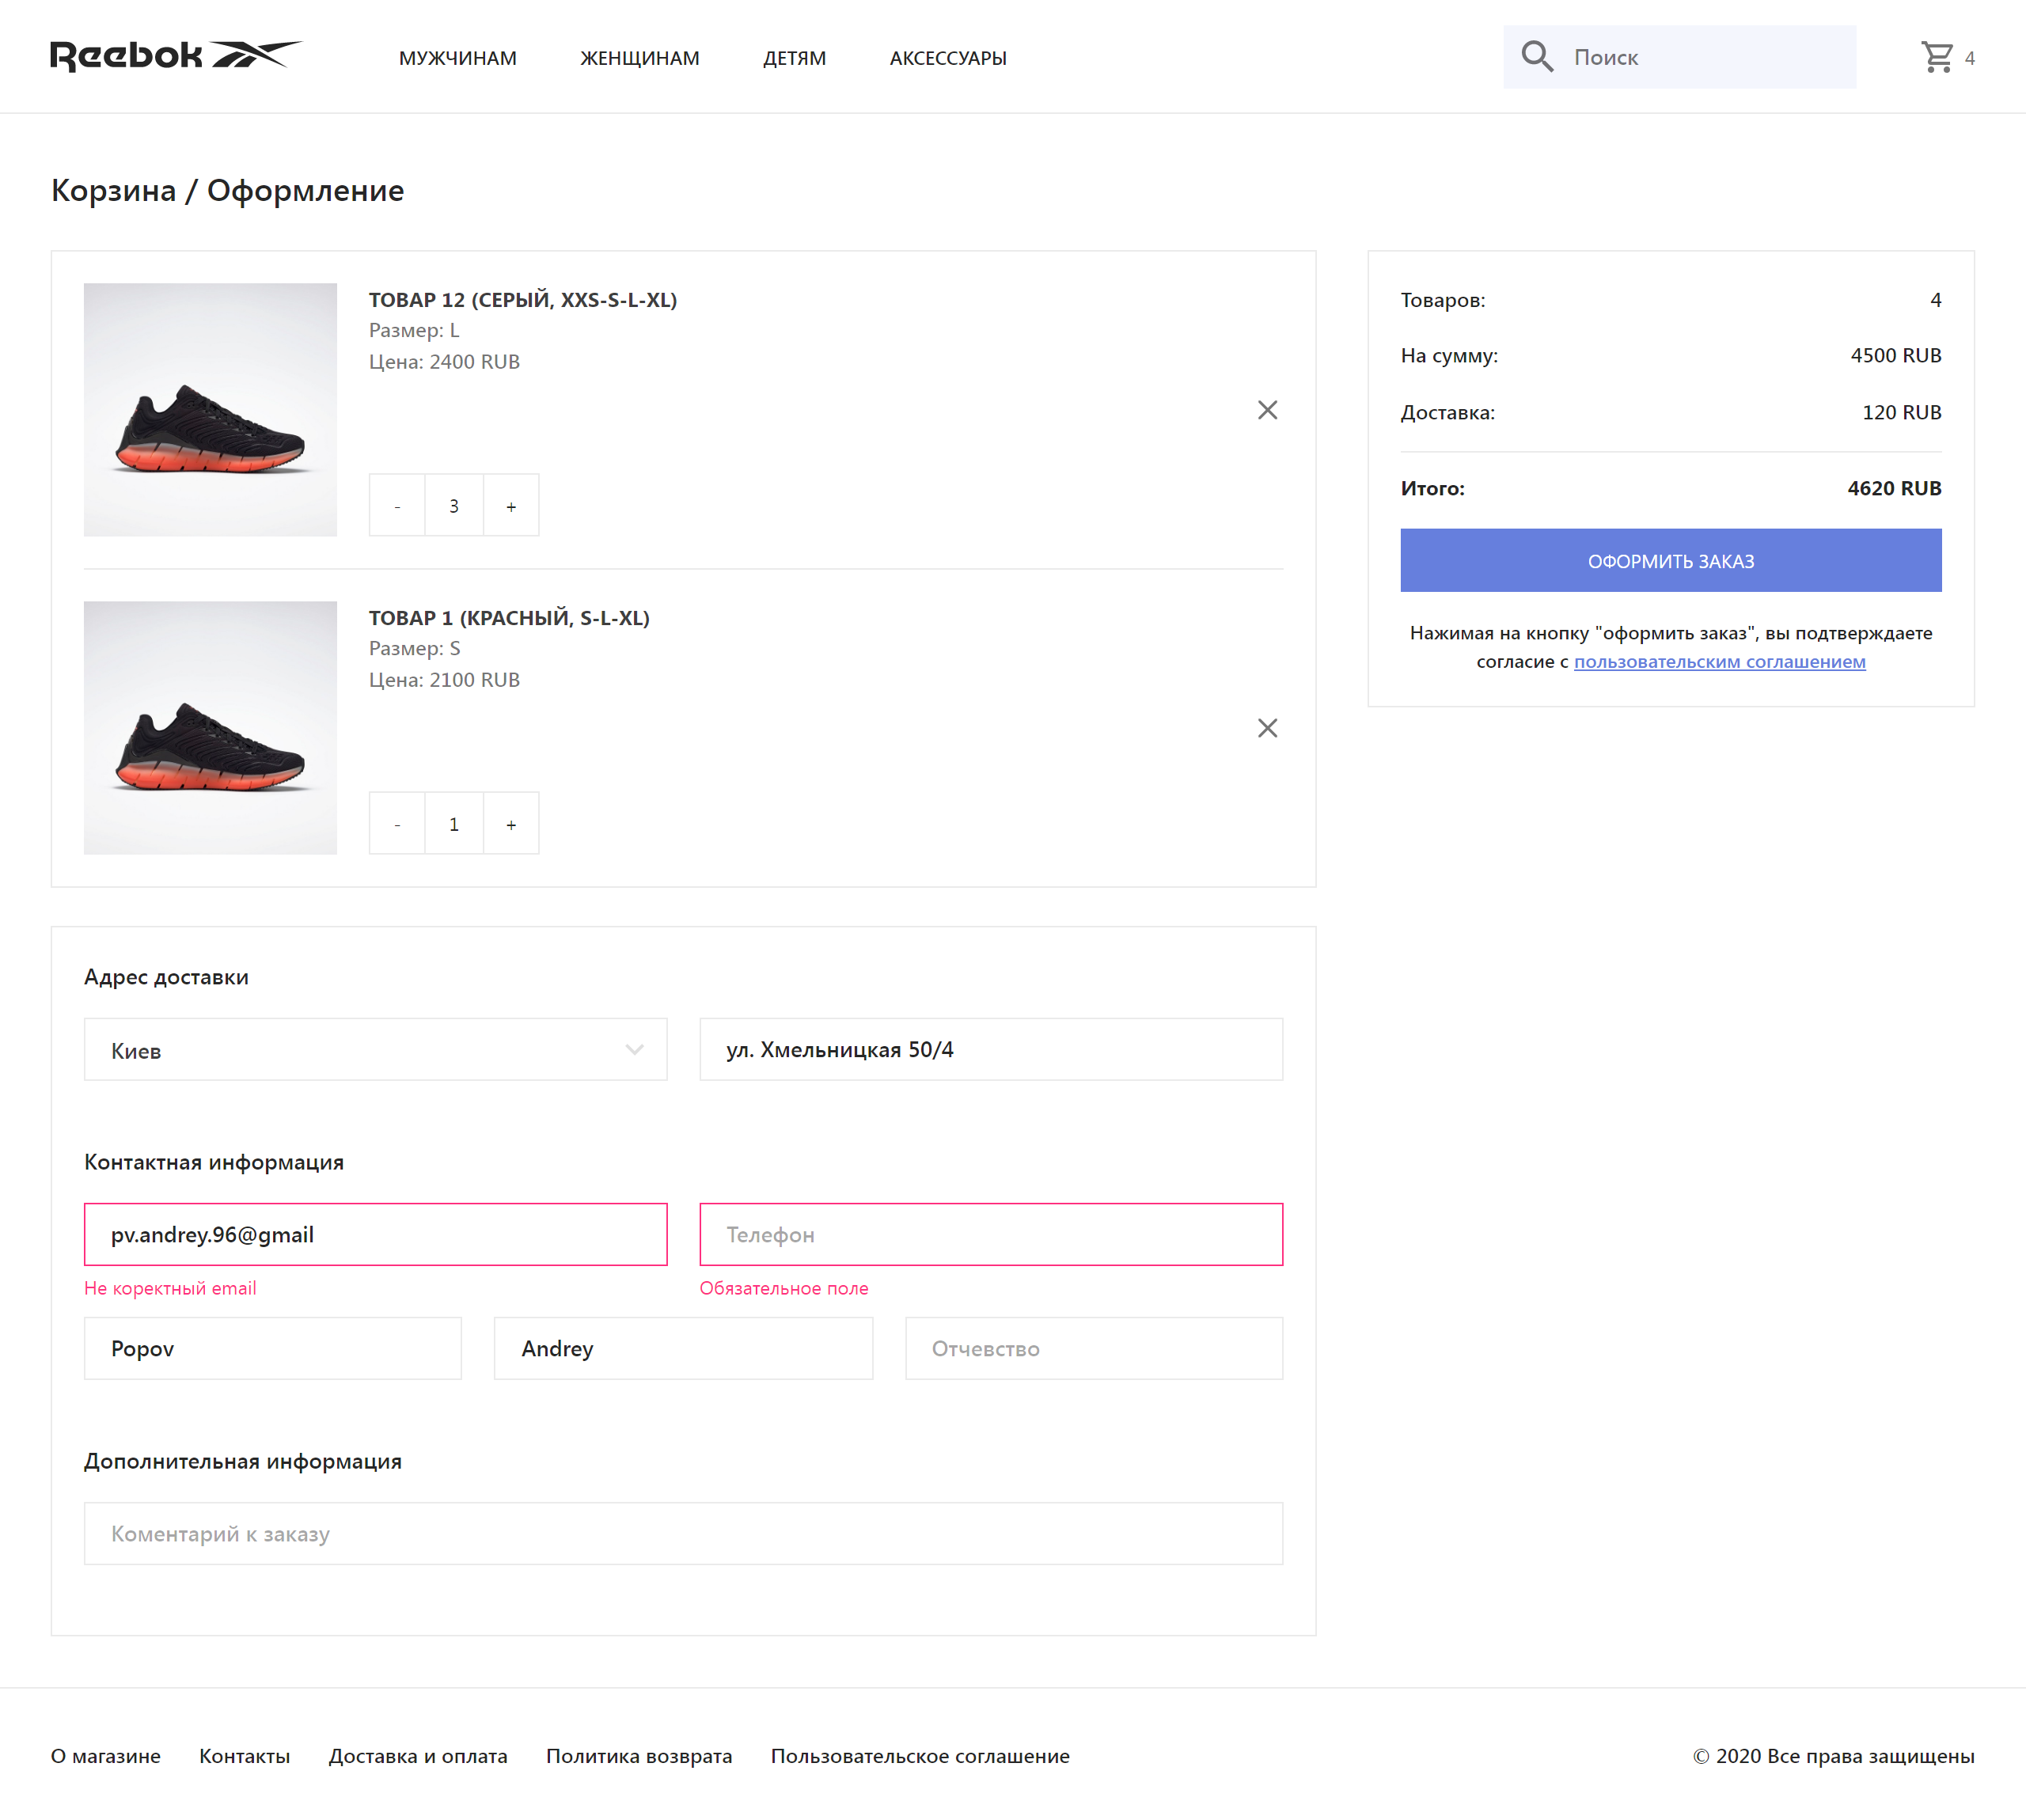 Reebok
МУЖЧИНАМ ЖЕНЩИНАМ ДЕТЯМ АКСЕССУАРЫ
Поиск
4
Корзина / Оформление
ТОВАР 12 (СЕРЫЙ, XXS-S-L-XL)
Размер: L
Цена: 2400 RUB
- 3 +
ТОВАР 1 (КРАСНЫЙ, S-L-XL)
Размер: S
Цена: 2100 RUB
- 1 +
Товаров: 4
На сумму: 4500 RUB
Доставка: 120 RUB
Итого: 4620 RUB
ОФОРМИТЬ ЗАКАЗ
Нажимая на кнопку "оформить заказ", вы подтверждаете
согласие с пользовательским соглашением
Адрес доставки
Киев
ул. Хмельницкая 50/4
Контактная информация
pv.andrey.96@gmail
Телефон
Не коректный email
Обязательное поле
Popov
Andrey
Отчевство
Дополнительная информация
Коментарий к заказу
О магазине Контакты Доставка и оплата Политика возврата Пользовательское соглашение
© 2020 Все права защищены